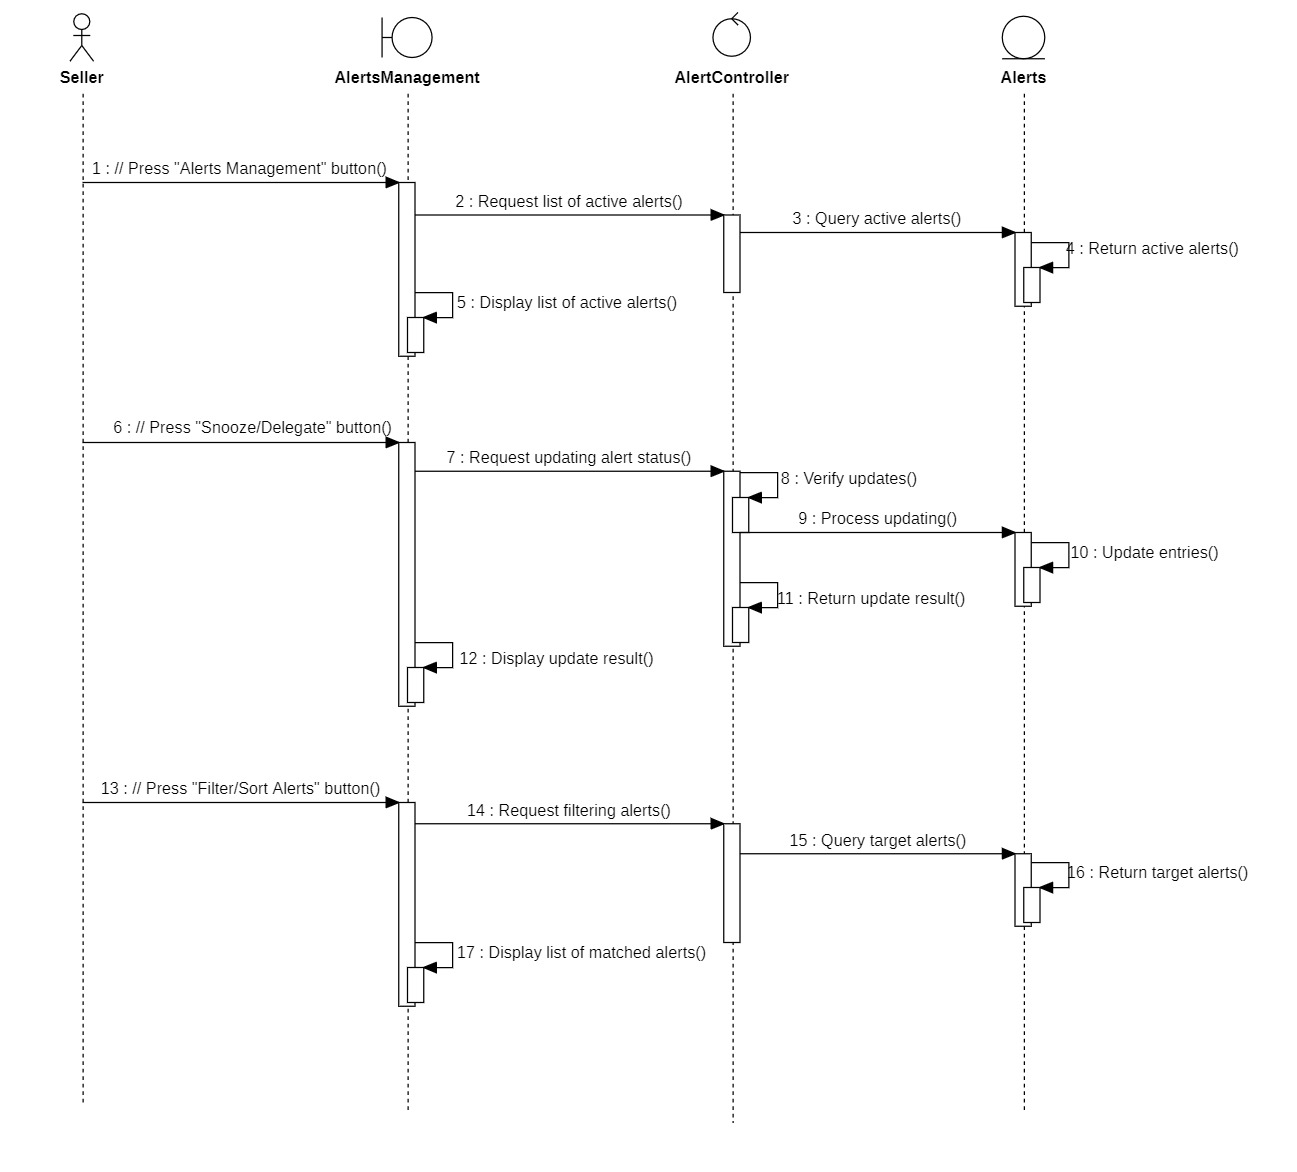 Seller
AlertsManagement
AlertController
Alerts
1 : // Press "Alerts Management" button()
2 : Request list of active alerts()
3 : Query active alerts()
4 : Return active alerts()
5 : Display list of active alerts()
6 : // Press "Snooze/Delegate" button()
7 : Request updating alert status()
8 : Verify updates()
9 : Process updating()
10 : Update entries()
11 : Return update result()
12 : Display update result()
13 : // Press "Filter/Sort Alerts" button()
14 : Request filtering alerts()
15 : Query target alerts()
16 : Return target alerts()
17 : Display list of matched alerts()